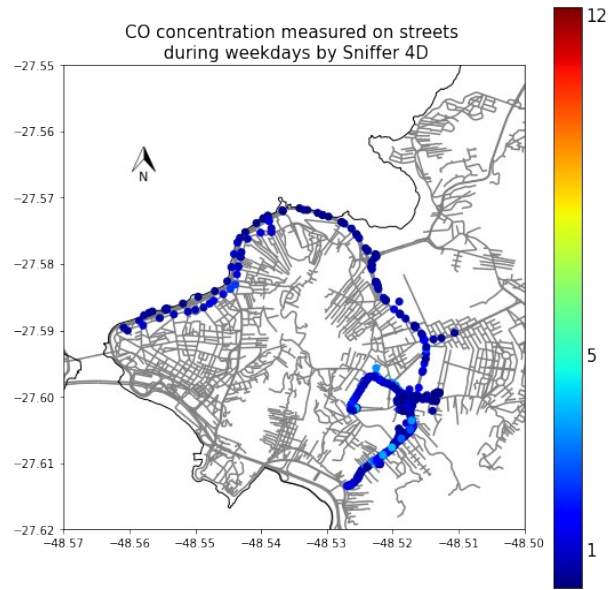 CO concentration measured on streets
during weekdays by Sniffer 4D
12
−27.55
−27.56
N
−27.57
−27.58
−27.59
5
−27.60
−27.61
1
−27.62
−48.57 −48.56 −48.55 −48.54 −48.53 −48.52 −48.51 −48.50